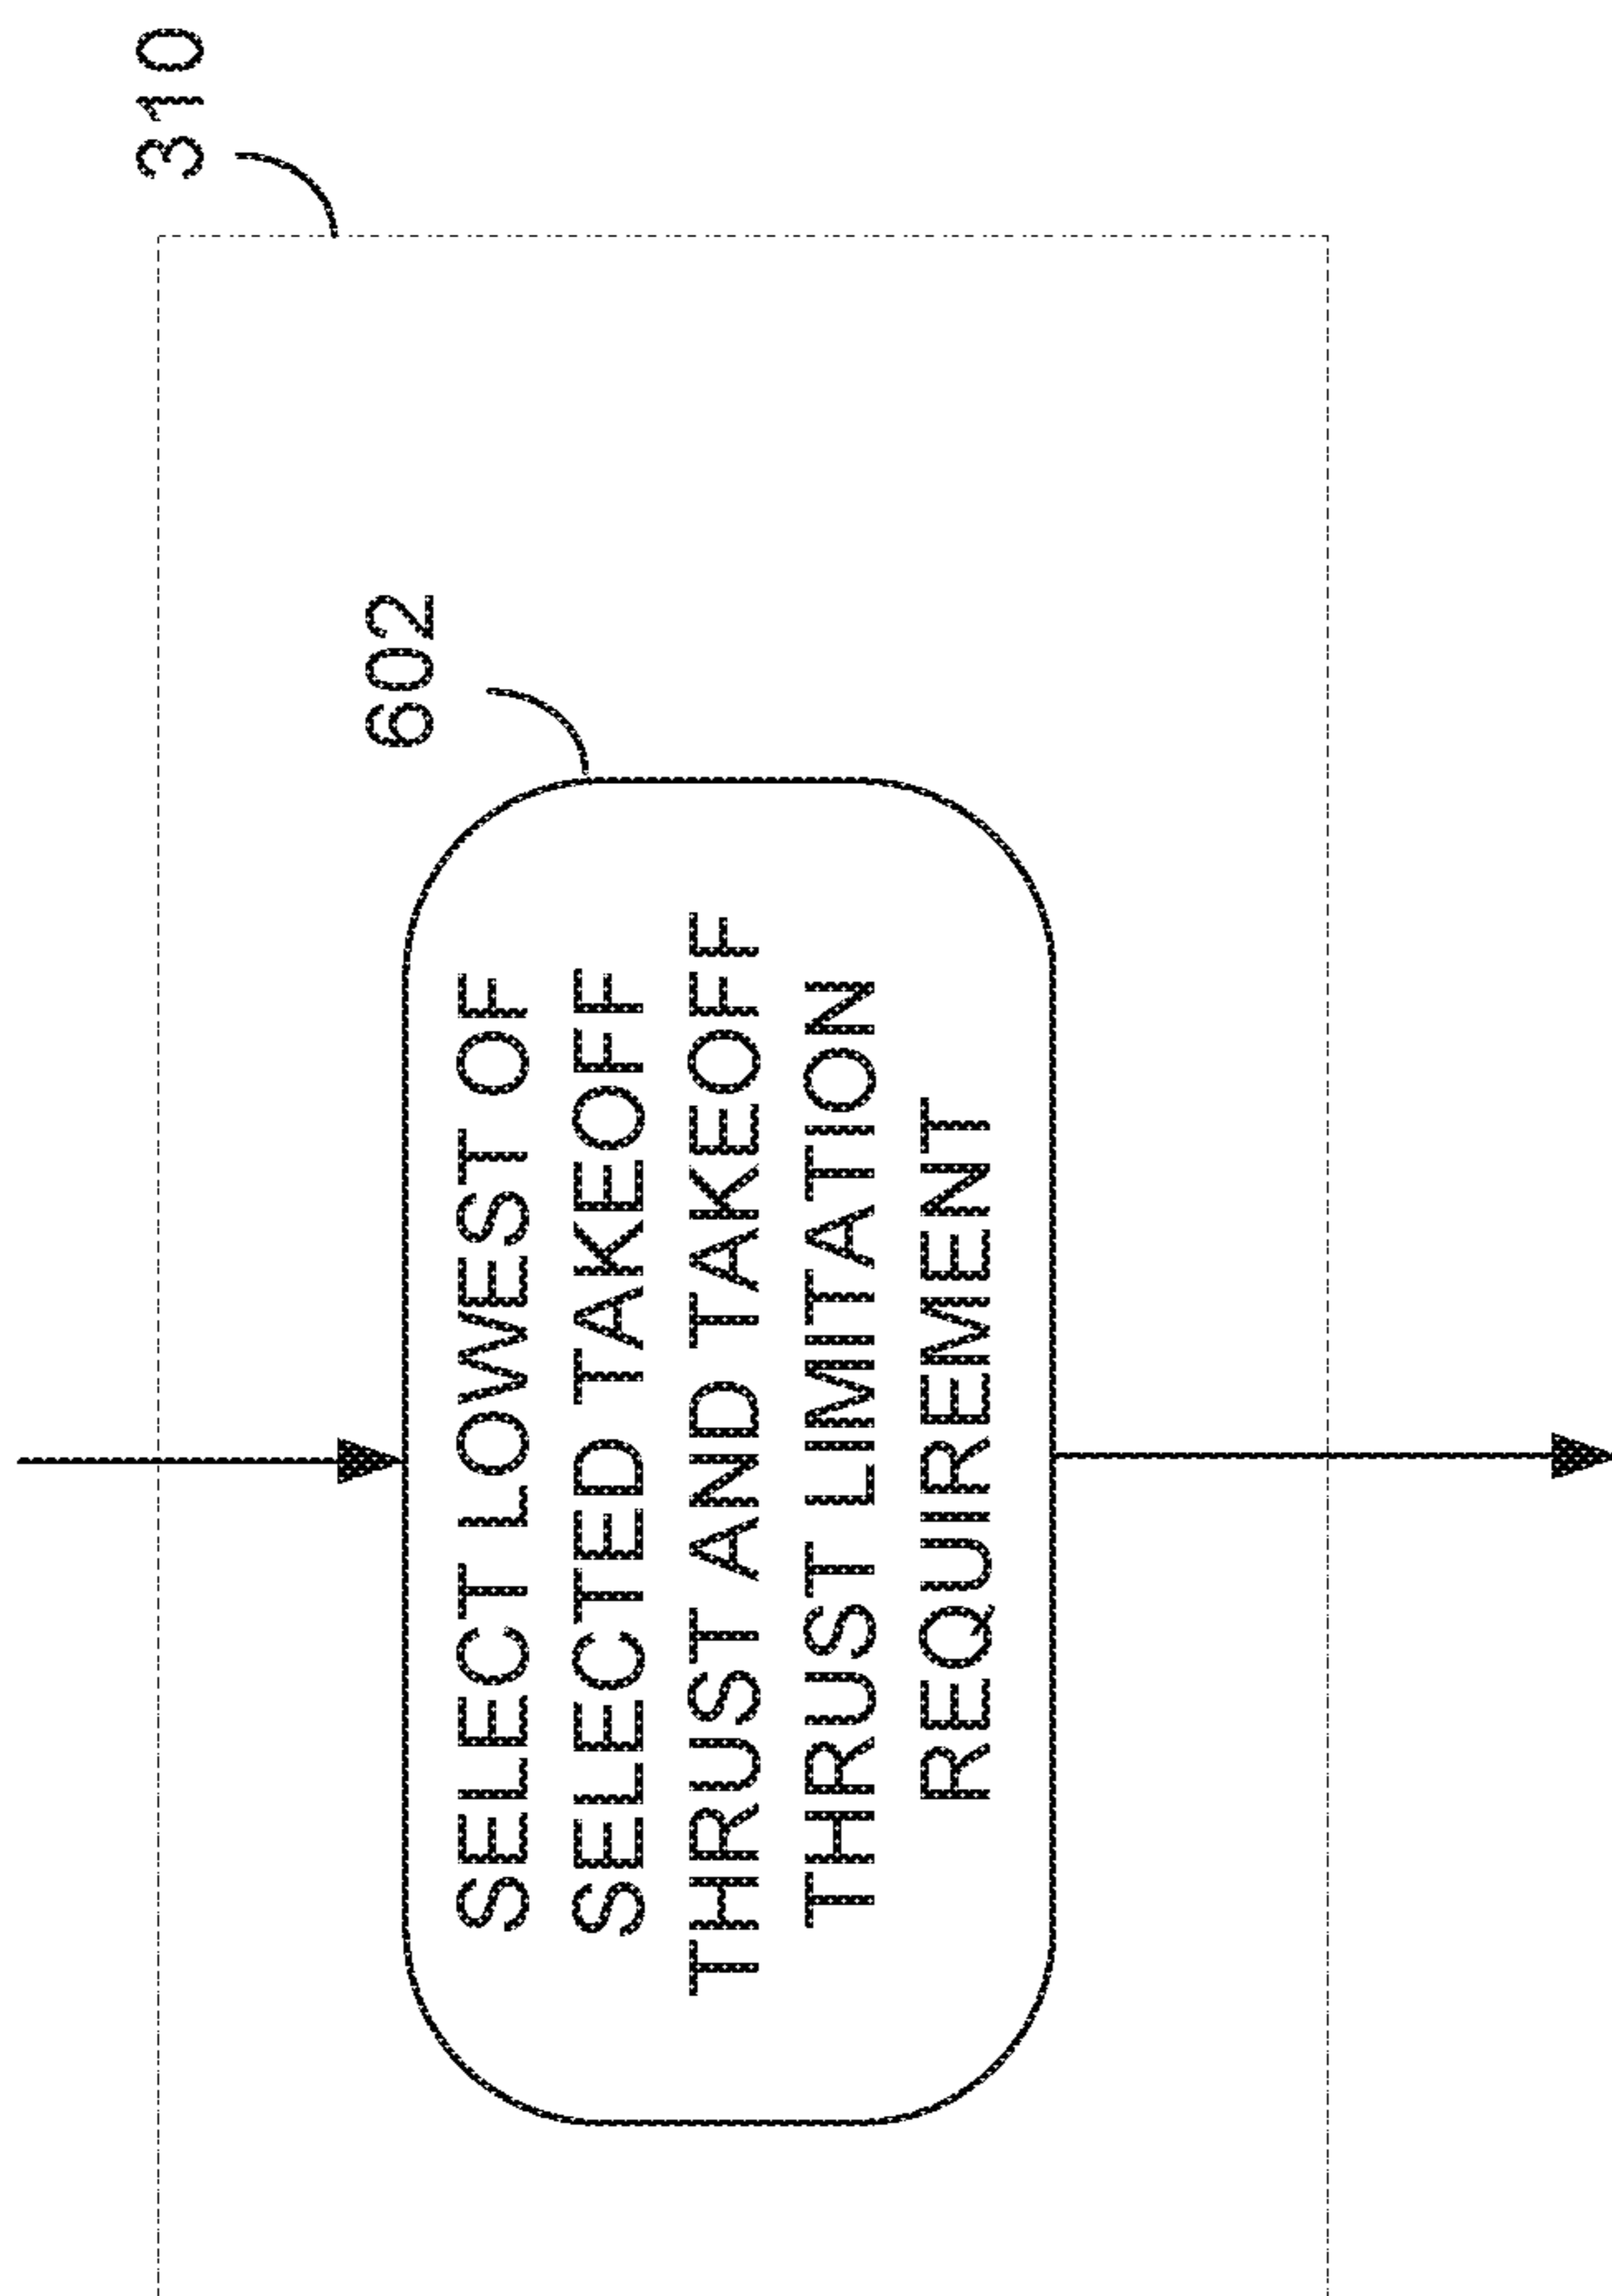 310
602
SELECT LOWEST OF
SELECTED TAKEOFF
THRUST AND TAKEOFF
THRUST LIMITATION
REQUIREMENT